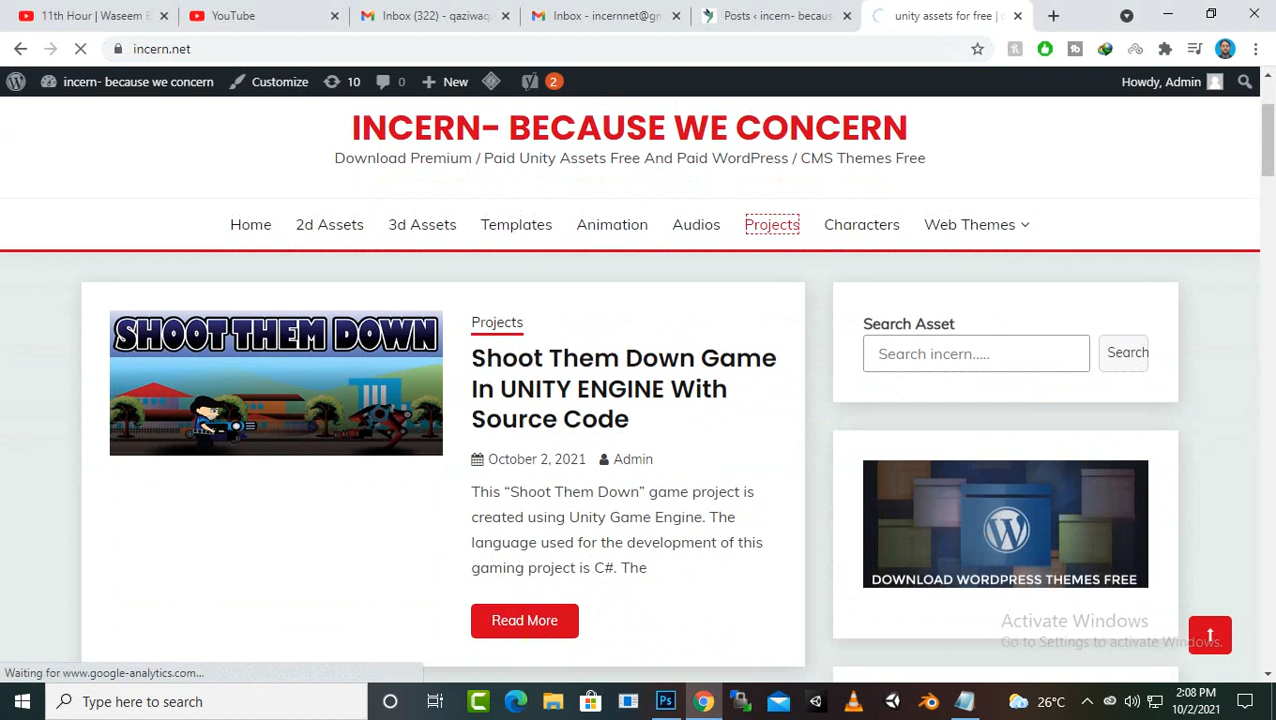 11th Hour | Waseem B
YouTube
Inbox (322) - qaziwaq
Inbox - incernnet@gm
Posts ‹ incern- becaus
unity assets for free |
incern.net
incern- because we concern
Customize
10
New
2
Howdy, Admin
INCERN- BECAUSE WE CONCERN
Download Premium / Paid Unity Assets Free And Paid WordPress / CMS Themes Free
Home
2d Assets
3d Assets
Templates
Animation
Audios
Projects
Characters
Web Themes
SHOOT THEM DOWN
Projects
Shoot Them Down Game
In UNITY ENGINE With
Source Code
October 2, 2021
Admin
This “Shoot Them Down” game project is
created using Unity Game Engine. The
language used for the development of this
gaming project is C#. The
Read More
Search Asset
Search incern.....
Search
DOWNLOAD WORDPRESS THEMES FREE
Activate Windows
Go to Settings to activate Windows.
Waiting for www.google-analytics.com...
Type here to search
26°C
2:08 PM
10/2/2021